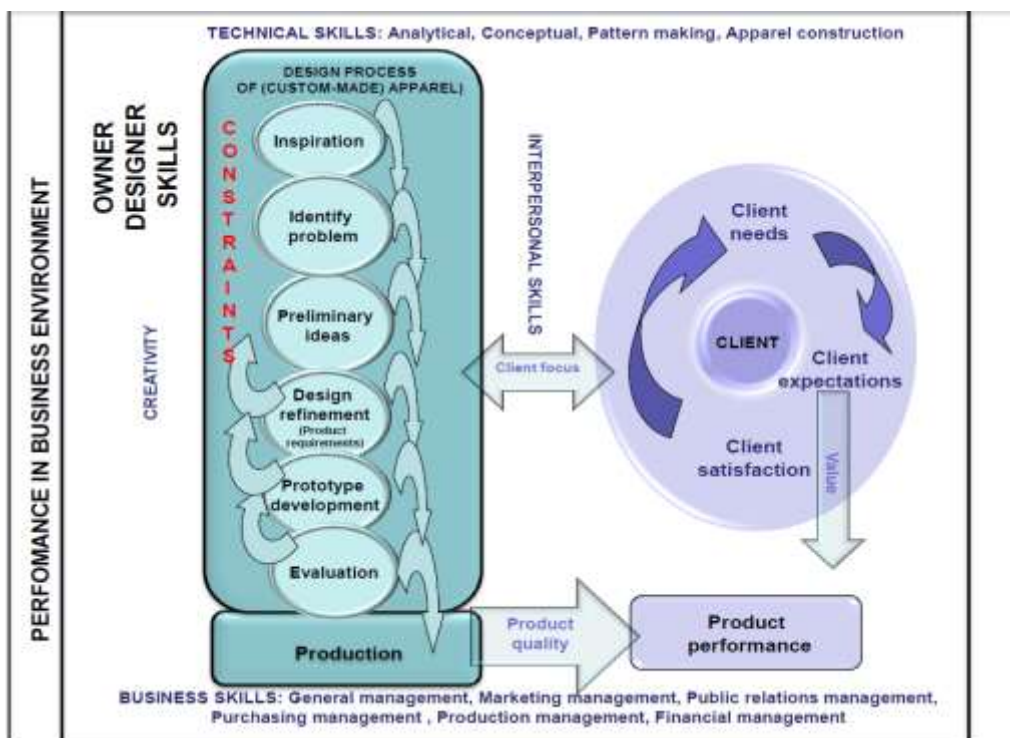 TECHNICAL SKILLS: Analytical, Conceptual, Pattern making, Apparel construction
PERFOMANCE IN BUSINESS ENVIRONMENT
OWNER
DESIGNER
SKILLS
CREATIVITY
DESIGN PROCESS
OF (CUSTOM-MADE) APPAREL)
CONSTRAINTS
Inspiration
Identify
problem
Preliminary
ideas
Design
refinement
(Product
requirements)
Prototype
development
Evaluation
Production
INTERPERSONAL SKILLS
Client focus
Client
needs
CLIENT
Client
expectations
Client
satisfaction
Value
Product
quality
Product
performance
BUSINESS SKILLS: General management, Marketing management, Public relations management,
Purchasing management , Production management, Financial management